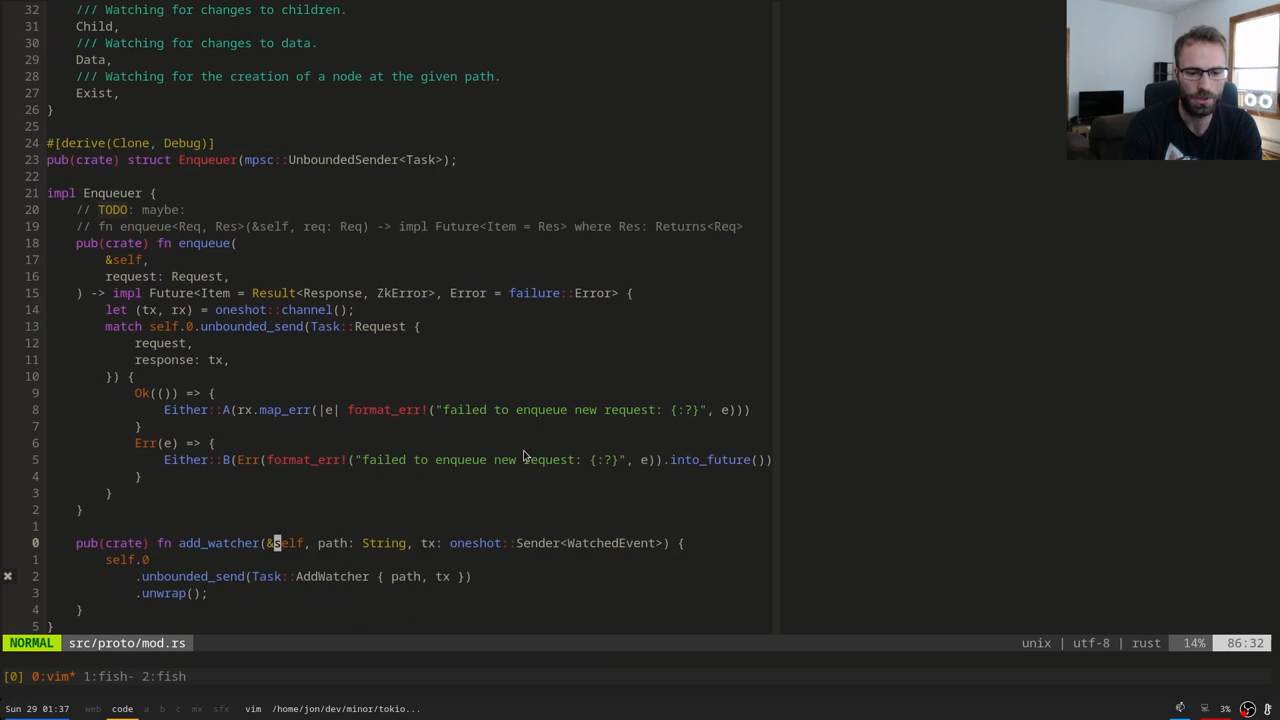 32 /// Watching for changes to children.
31 Child,
30 /// Watching for changes to data.
29 Data,
28 /// Watching for the creation of a node at the given path.
27 Exist,
26 }
25
24 #[derive(Clone, Debug)]
23 pub(crate) struct Enqueuer(mpsc::UnboundedSender<Task>);
22
21 impl Enqueuer {
20 // TODO: maybe:
19 // fn enqueue<Req, Res>(&self, req: Req) -> impl Future<Item = Res> where Res: Returns<Req>
18 pub(crate) fn enqueue(
17 &self,
16 request: Request,
15 ) -> impl Future<Item = Result<Response, ZkError>, Error = failure::Error> {
14 let (tx, rx) = oneshot::channel();
13 match self.0.unbounded_send(Task::Request {
12 request,
11 response: tx,
10 }) {
9 Ok(()) => {
8 Either::A(rx.map_err(|e| format_err!("failed to enqueue new request: {:?}", e)))
7 }
6 Err(e) => {
5 Either::B(Err(format_err!("failed to enqueue new request: {:?}", e)).into_future())
4 }
3 }
2 }
1
0 pub(crate) fn add_watcher(&self, path: String, tx: oneshot::Sender<WatchedEvent>) {
1 self.0
✖ 2 .unbounded_send(Task::AddWatcher { path, tx })
3 .unwrap();
4 }
5 }
NORMAL src/proto/mod.rs unix | utf-8 | rust 14% 86:32
[0] 0:vim* 1:fish- 2:fish
Sun 29 01:37 web code a b c mx sfx vim /home/jon/dev/minor/tokio... 3%